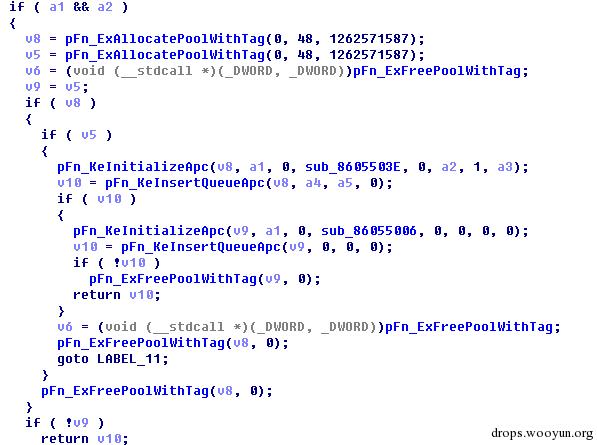 if ( a1 && a2 )
{
v8 = pFn_ExAllocatePoolWithTag(0, 48, 1262571587);
v5 = pFn_ExAllocatePoolWithTag(0, 48, 1262571587);
v6 = (void (__stdcall *)(_DWORD, _DWORD))pFn_ExFreePoolWithTag;
v9 = v5;
if ( v8 )
{
if ( v5 )
{
pFn_KeInitializeApc(v8, a1, 0, sub_8605503E, 0, a2, 1, a3);
v10 = pFn_KeInsertQueueApc(v8, a4, a5, 0);
if ( v10 )
{
pFn_KeInitializeApc(v9, a1, 0, sub_86055006, 0, 0, 0, 0);
v10 = pFn_KeInsertQueueApc(v9, 0, 0, 0);
if ( !v10 )
pFn_ExFreePoolWithTag(v9, 0);
return v10;
}
v6 = (void (__stdcall *)(_DWORD, _DWORD))pFn_ExFreePoolWithTag;
pFn_ExFreePoolWithTag(v8, 0);
goto LABEL_11;
}
pFn_ExFreePoolWithTag(v8, 0);
}
if ( !v9 )
return v10;
drops.wooyun.org